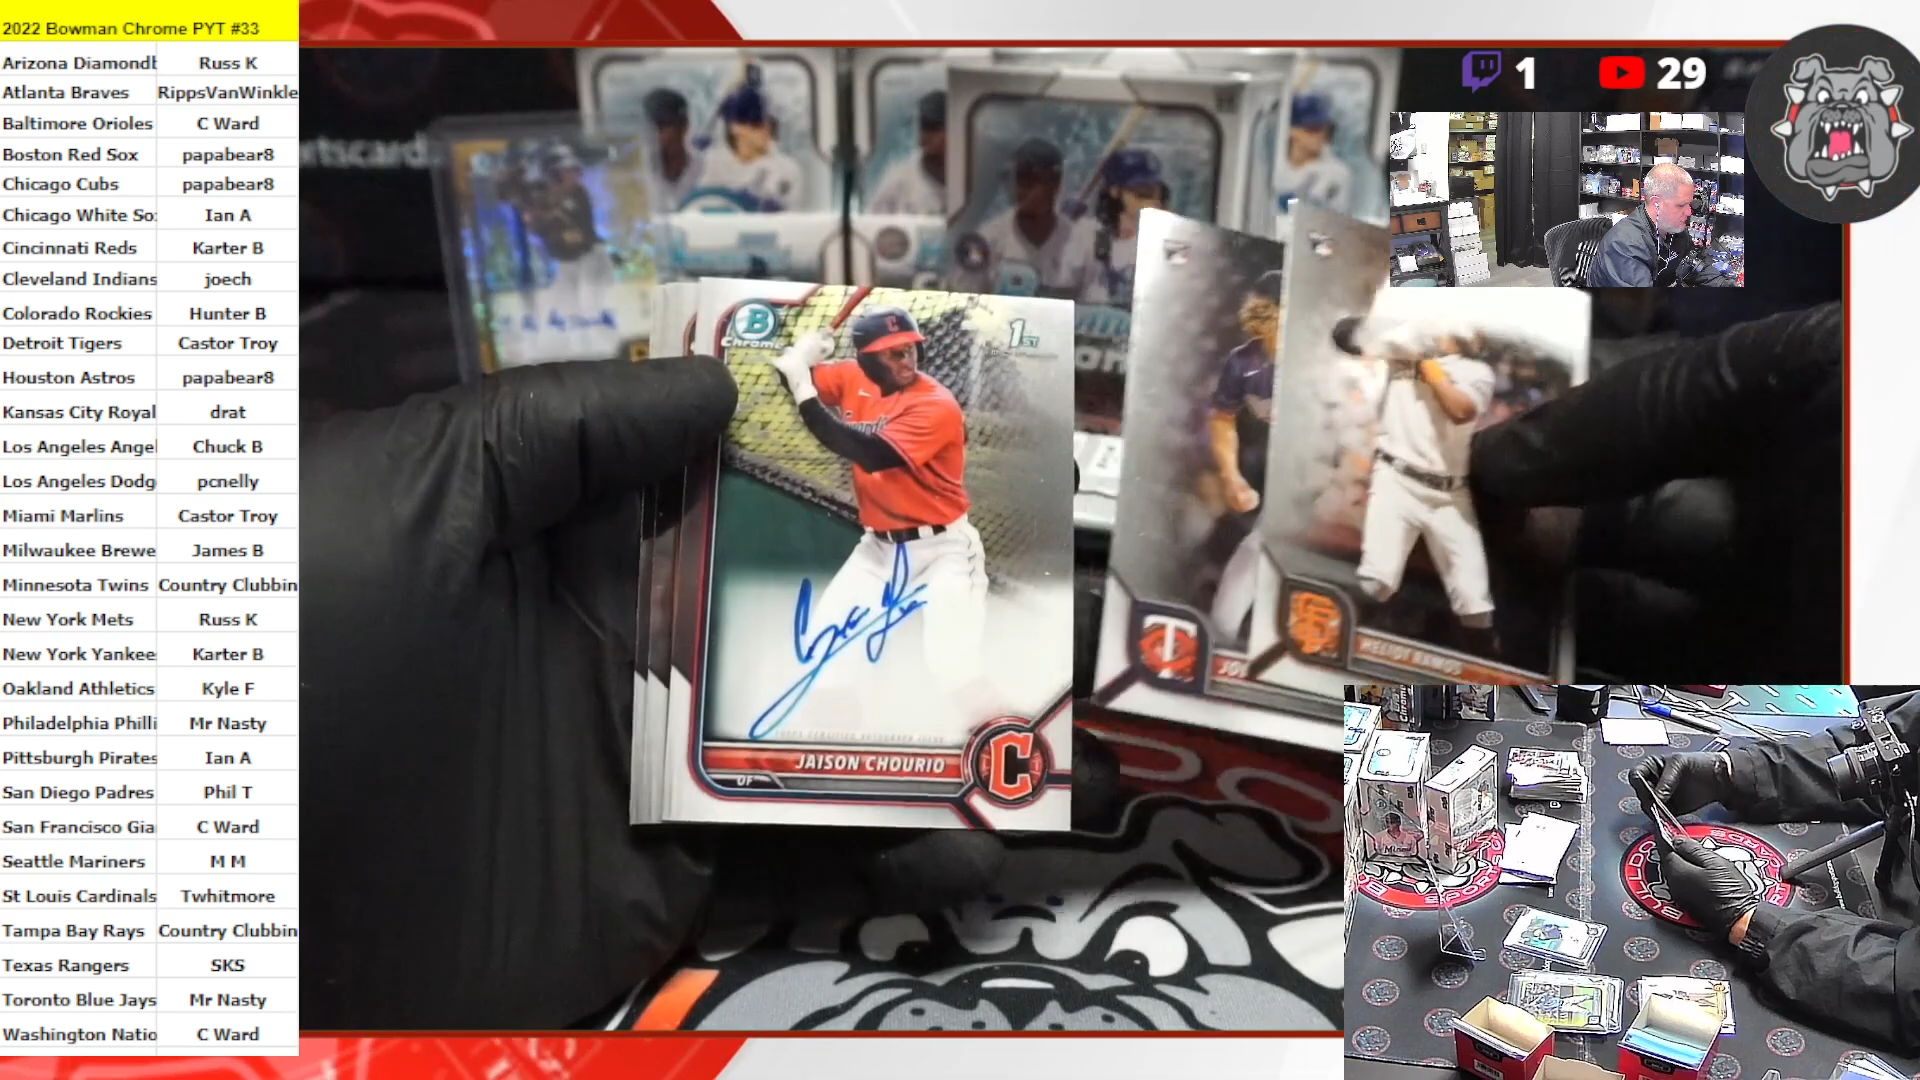 2022 Bowman Chrome PYT #33
Arizona Diamondb Russ K
Atlanta Braves RippsVanWinkle
Baltimore Orioles C Ward
Boston Red Sox papabear8
Chicago Cubs papabear8
Chicago White So Ian A
Cincinnati Reds Karter B
Cleveland Indians joech
Colorado Rockies Hunter B
Detroit Tigers Castor Troy
Houston Astros papabear8
Kansas City Royal drat
Los Angeles Angel Chuck B
Los Angeles Dodg pcnelly
Miami Marlins Castor Troy
Milwaukee Brewe James B
Minnesota Twins Country Clubbin
New York Mets Russ K
New York Yankee Karter B
Oakland Athletics Kyle F
Philadelphia Philli Mr Nasty
Pittsburgh Pirates Ian A
San Diego Padres Phil T
San Francisco Gia C Ward
Seattle Mariners M M
St Louis Cardinals Twhitmore
Tampa Bay Rays Country Clubbin
Texas Rangers SKS
Toronto Blue Jays Mr Nasty
Washington Natio C Ward
1 29
rtscard
B
Chrome
1ST
JAISON CHOURIO
OF
C
T
JO
SF
HELIOT RAMOS